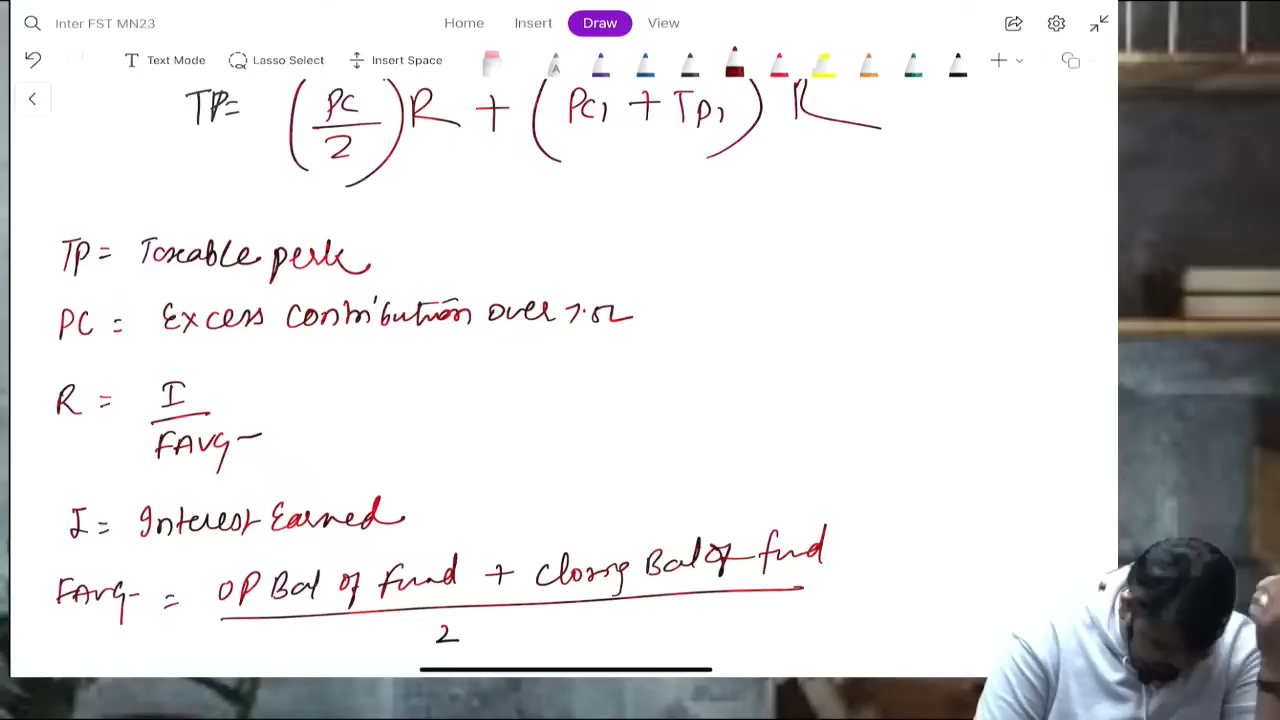 Inter FST MN23
Home Insert Draw View
Text Mode Lasso Select Insert Space
TP = (PC/2) R + (PC1 + TP1) R
TP = Taxable perk
PC = Excess contribution over 7.5L
R = I / FAVG
I = Interest Earned
FAVG = OP Bal of Fund + Closing Bal of fund / 2